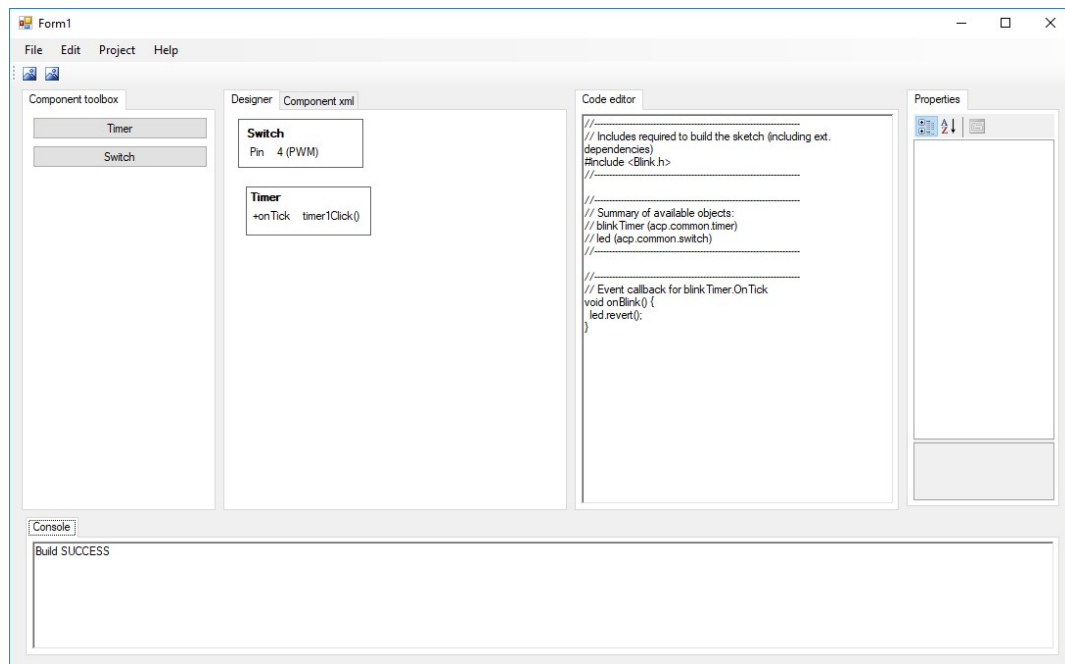 Form1
File Edit Project Help
Component toolbox
Timer
Switch
Designer Component xml
Switch
Pin 4 (PWM)
Timer
+onTick timer1Click()
Code editor
//--------------------------------------------------------------------
// Includes required to build the sketch (including ext.
dependencies)
#include <Blink.h>
//--------------------------------------------------------------------
//--------------------------------------------------------------------
// Summary of available objects:
// blinkTimer (acp.common.timer)
// led (acp.common.switch)
//--------------------------------------------------------------------
//--------------------------------------------------------------------
// Event callback for blinkTimer.OnTick
void onBlink() {
led.revert();
}
Properties
Console
Build SUCCESS